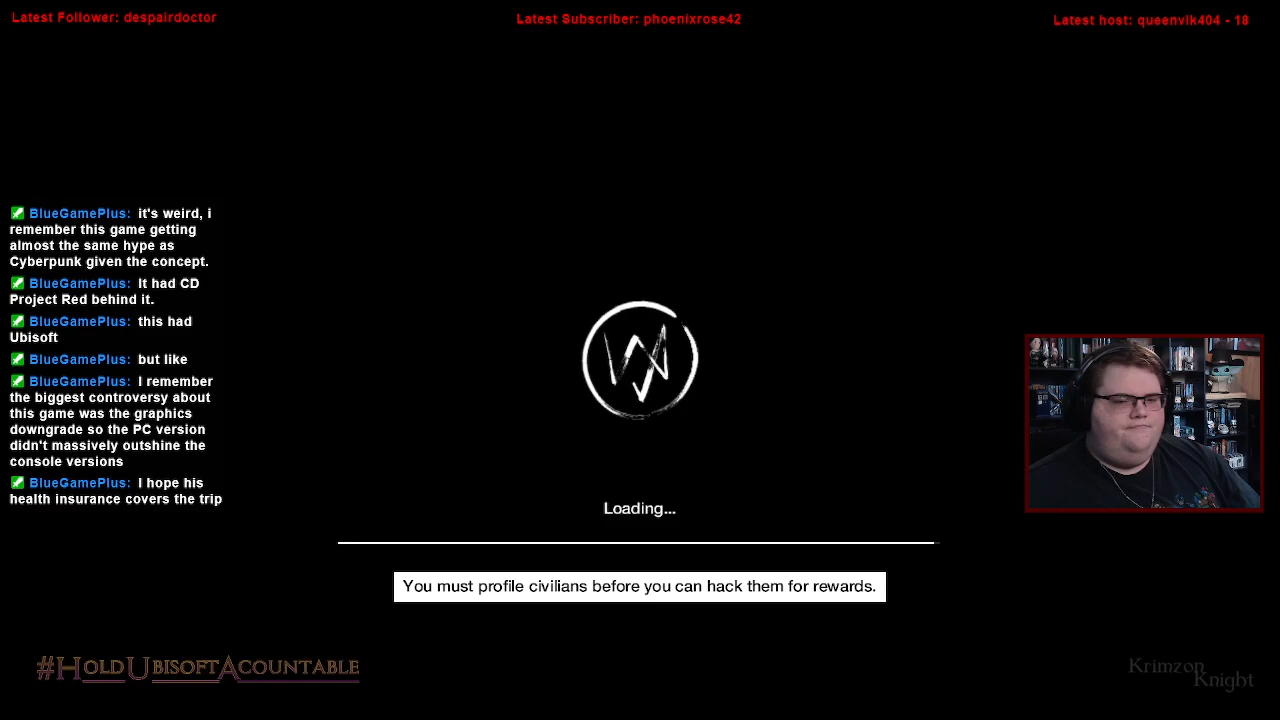 Latest Follower: despairdoctor
Latest Subscriber: phoenixrose42
Latest host: queenvlk404 - 18
BlueGamePlus: it's weird, i
remember this game getting
almost the same hype as
Cyberpunk given the concept.
BlueGamePlus: It had CD
Project Red behind it.
BlueGamePlus: this had
Ubisoft
BlueGamePlus: but like
BlueGamePlus: I remember
the biggest controversy about
this game was the graphics
downgrade so the PC version
didn't massively outshine the
console versions
BlueGamePlus: I hope his
health insurance covers the trip
Loading...
You must profile civilians before you can hack them for rewards.
#HoldUbisoftAcountable
Krimzon
Knight